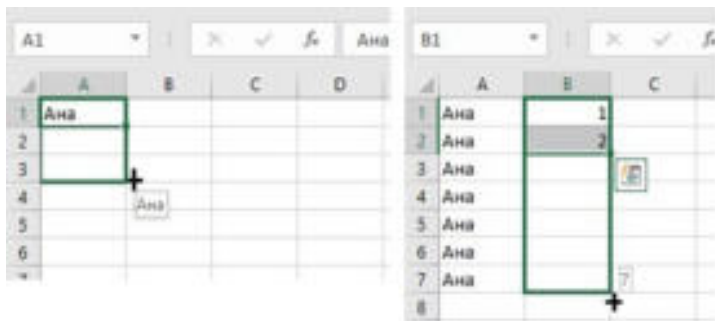 A1 fx Ана
A B C D
1 Ана
2
3
4 Ана
5
6
B1
A B C
1 Ана 1
2 Ана 2
3 Ана
4 Ана
5 Ана
6 Ана
7 Ана 7
8